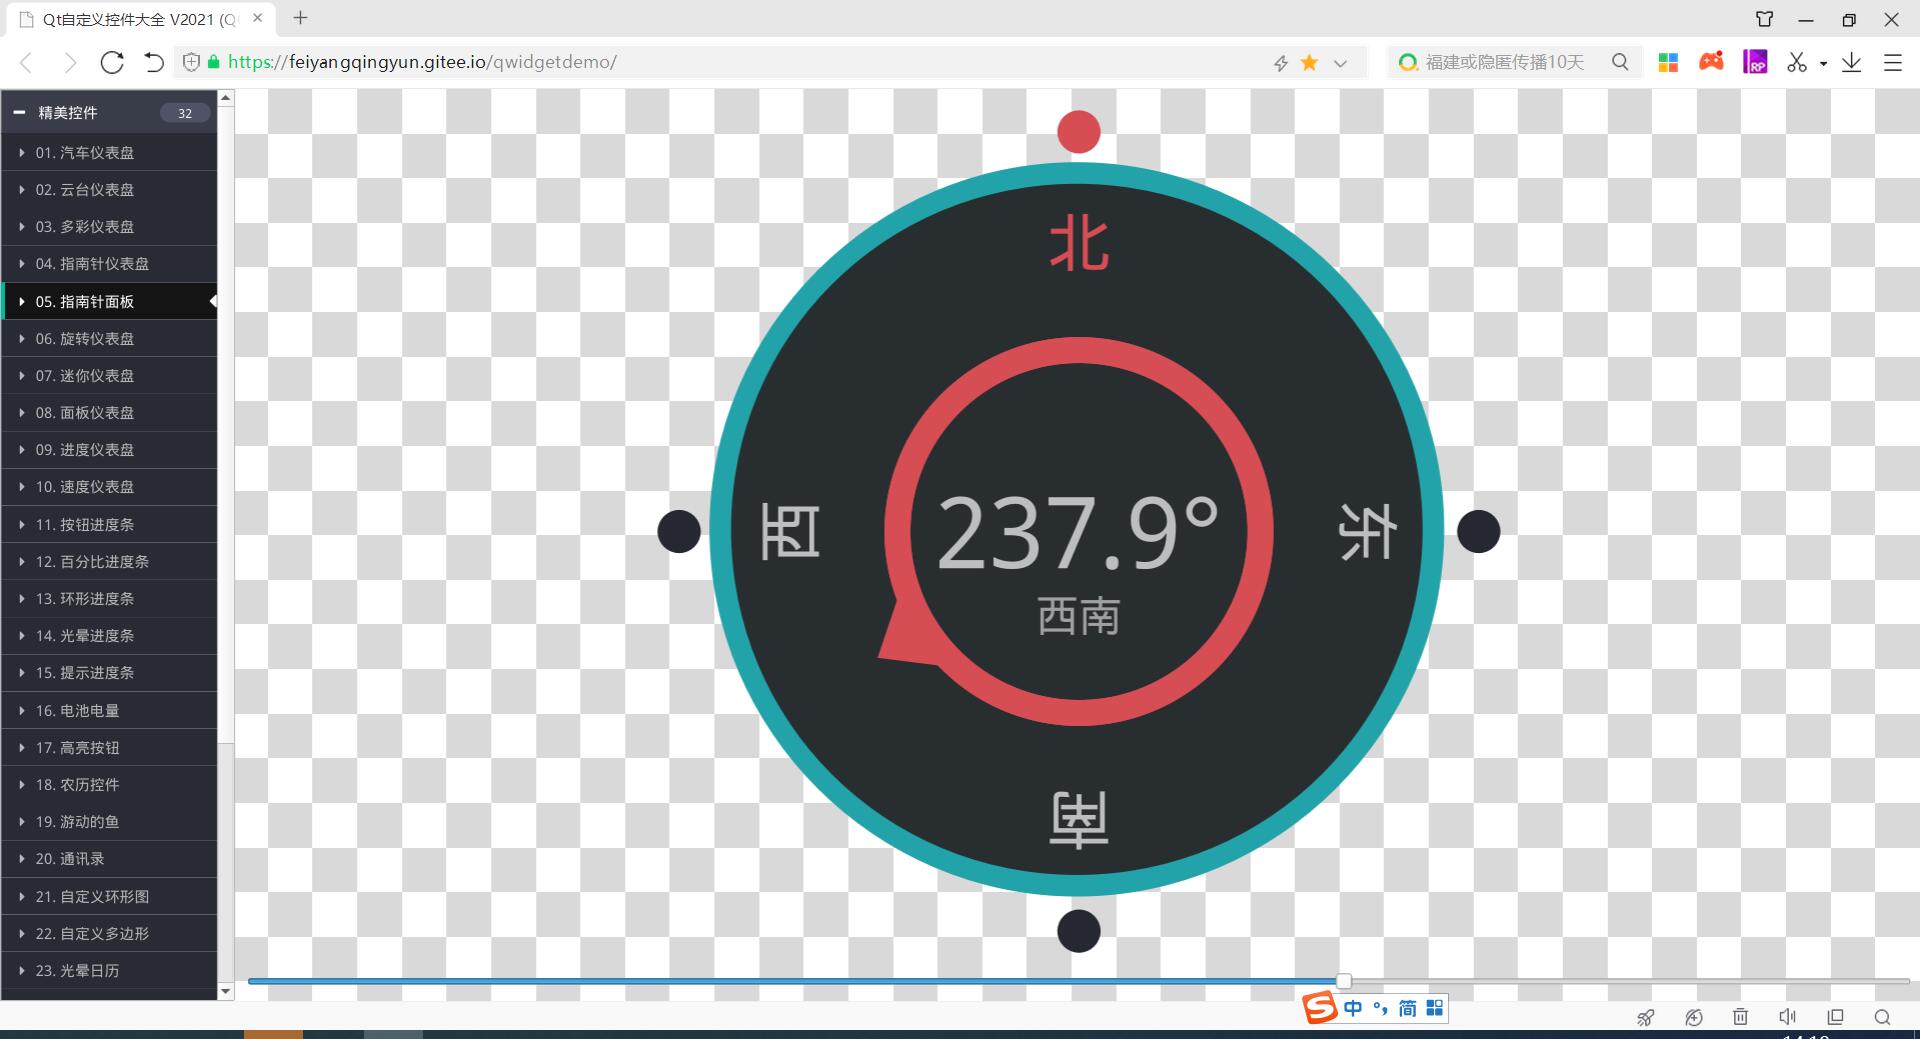 Qt自定义控件大全 V2021 (Q
https://feiyangqingyun.gitee.io/qwidgetdemo/
福建或隐匿传播10天
RP
精美控件 32
01. 汽车仪表盘
02. 云台仪表盘
03. 多彩仪表盘
04. 指南针仪表盘
05. 指南针面板
06. 旋转仪表盘
07. 迷你仪表盘
08. 面板仪表盘
09. 进度仪表盘
10. 速度仪表盘
11. 按钮进度条
12. 百分比进度条
13. 环形进度条
14. 光晕进度条
15. 提示进度条
16. 电池电量
17. 高亮按钮
18. 农历控件
19. 游动的鱼
20. 通讯录
21. 自定义环形图
22. 自定义多边形
23. 光晕日历
北
西
237.9°
东
西南
南
S 中 °, 简